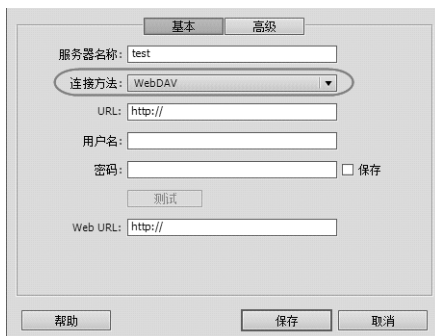 基本 高级
服务器名称: test
连接方法: WebDAV
URL: http://
用户名:
密码: 保存
测试
Web URL: http://
帮助 保存 取消